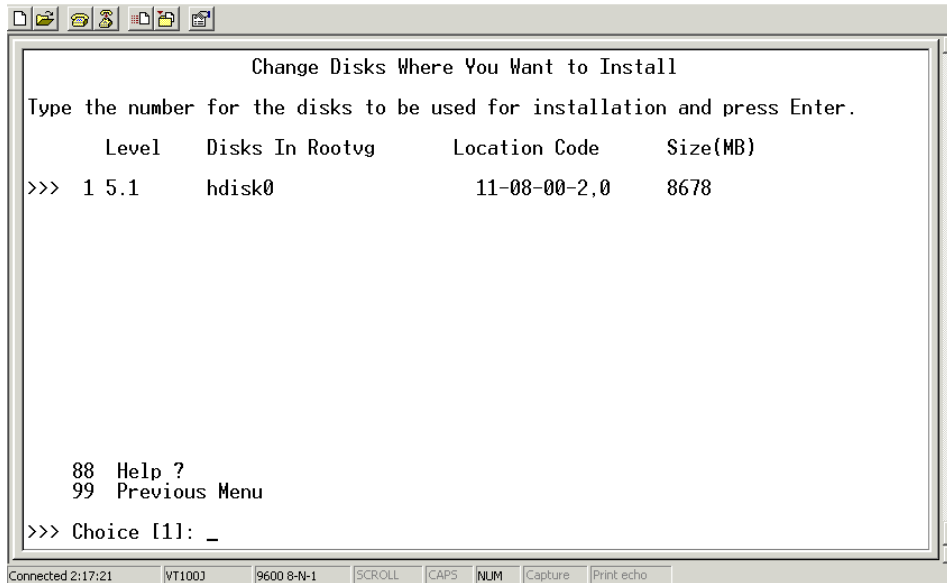 Change Disks Where You Want to Install
Type the number for the disks to be used for installation and press Enter.
Level Disks In Rootvg Location Code Size(MB)
>>> 1 5.1 hdisk0 11-08-00-2,0 8678
88 Help ?
99 Previous Menu
>>> Choice [1]: _
Connected 2:17:21 VT100J 9600 8-N-1 SCROLL CAPS NUM Capture Print echo